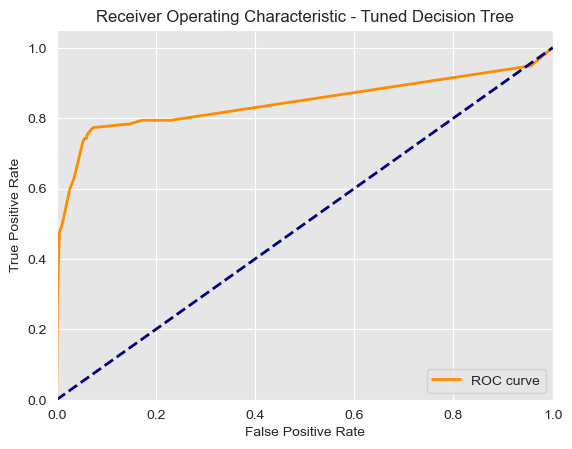 Receiver Operating Characteristic - Tuned Decision Tree
True Positive Rate
1.0
0.8
0.6
0.4
0.2
0.0
ROC curve
0.0 0.2 0.4 0.6 0.8 1.0
False Positive Rate